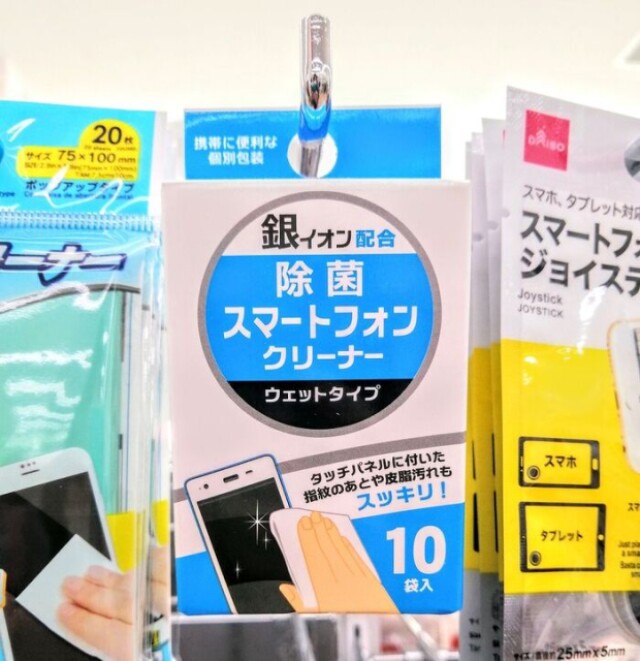 20枚
サイズ 75×100mm
ポップアップタイプ
ーナー
携帯に便利な
個別包装
銀イオン配合
除菌
スマートフォン
クリーナー
ウェットタイプ
タッチパネルに付いた
指紋のあとや皮脂汚れも
スッキリ！
10
袋入
DAISO
スマホ、タブレット対応
スマートフォ
ジョイステ
Joystick
JOYSTICK
スマホ
タブレット
25mm×5mm